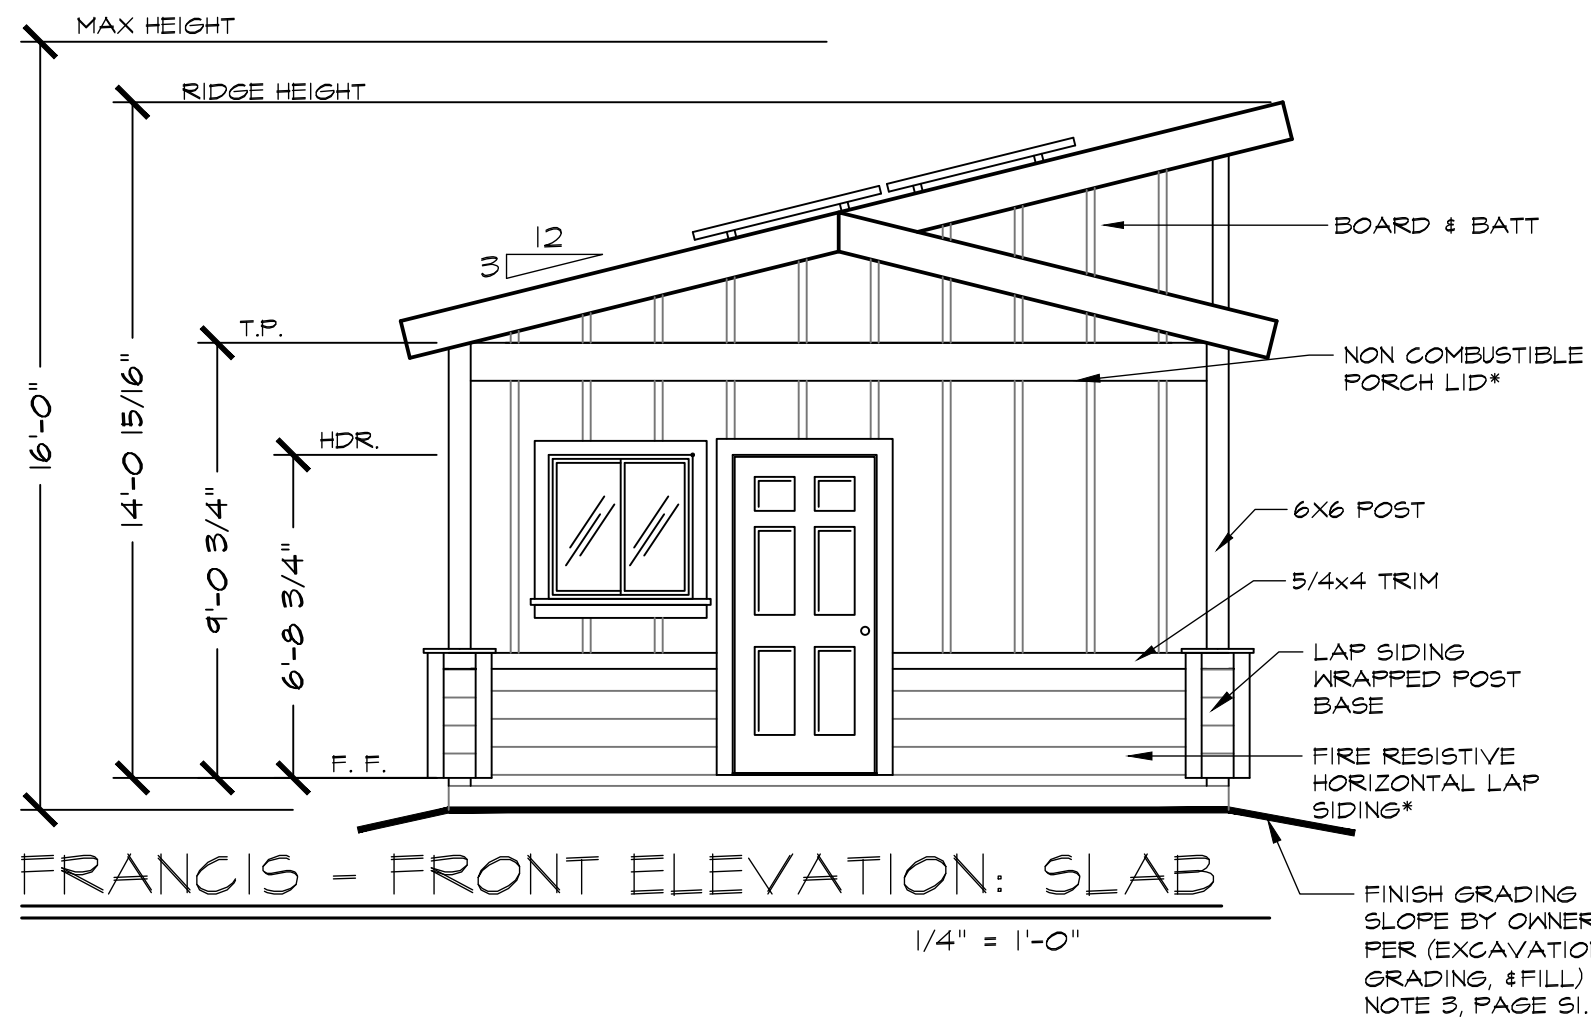 MAX HEIGHT
RIDGE HEIGHT
12
3
BOARD & BATT
T.P.
NON COMBUSTIBLE
PORCH LID*
16'-0"
14'-0 15/16"
HDR.
9'-0 3/4"
6'-8 3/4"
6X6 POST
5/4x4 TRIM
LAP SIDING
WRAPPED POST
BASE
F. F.
FIRE RESISTIVE
HORIZONTAL LAP
SIDING*
FRANCIS - FRONT ELEVATION: SLAB
1/4" = 1'-0"
FINISH GRADING
SLOPE BY OWNER
PER (EXCAVATION
GRADING, &FILL)
NOTE 3, PAGE S1.